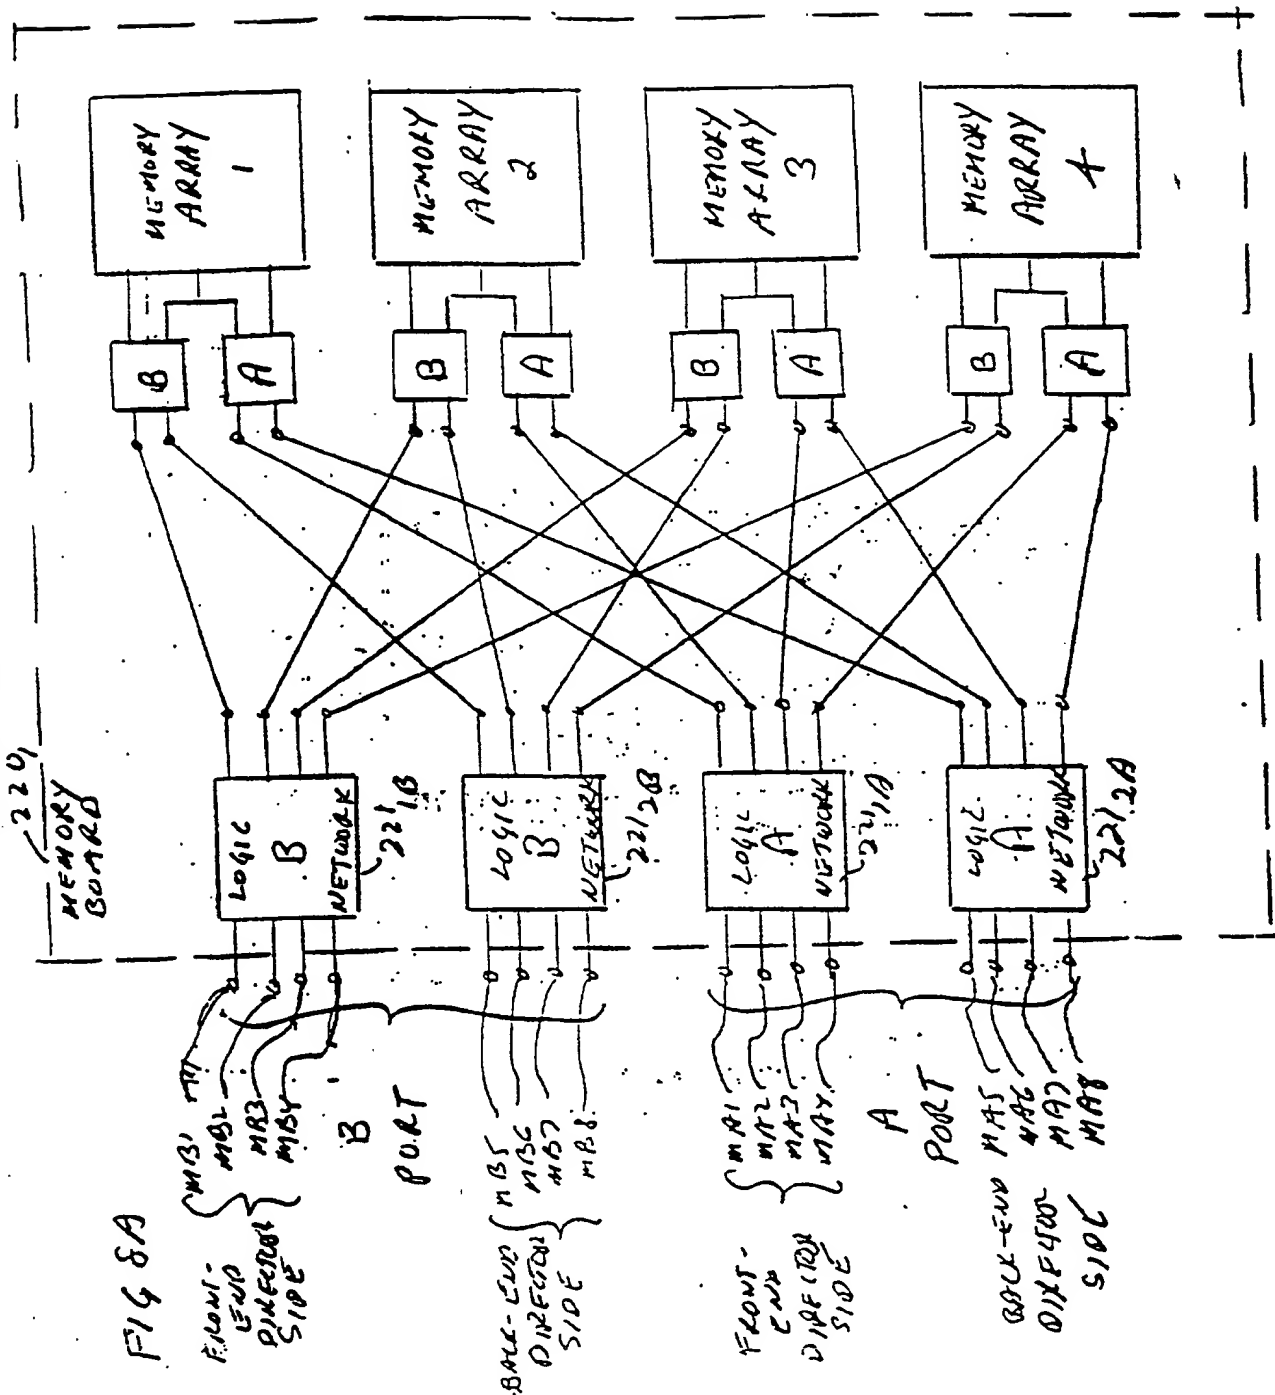 FIG 8A
220,
MEMORY
BOARD
MEMORY
ARRAY
1
MEMORY
ARRAY
2
MEMORY
ARRAY
3
MEMORY
ARRAY
4
B
A
B
A
B
A
B
A
LOGIC
B
NETWORK
221,1B
LOGIC
B
NETWORK
221,2B
LOGIC
A
NETWORK
221,1A
LOGIC
A
NETWORK
221,2A
MB1
MB2
MB3
MB4
B
PORT
FRONT-
END
DIRECTOR
SIDE
MB5
MB6
MB7
MB8
BACK-END
DIRECTOR
SIDE
MA1
MA2
MA3
MA4
A
PORT
FRONT-
END
DIRECTOR
SIDE
MA5
MA6
MA7
MA8
BACK-END
DIRECTOR
SIDE